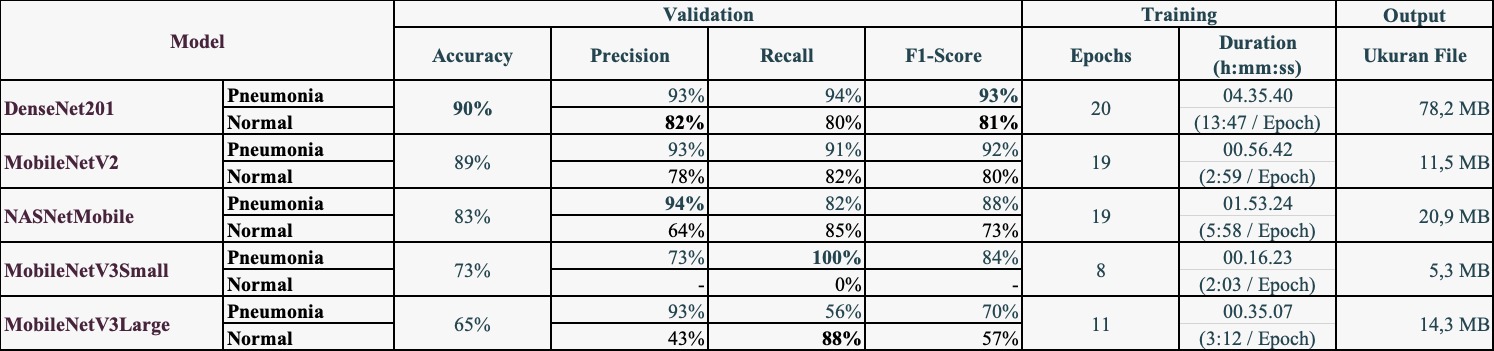 Model Validation Training Output
Accuracy Precision Recall F1-Score Epochs Duration (h:mm:ss) Ukuran File
DenseNet201 90% 20 78,2 MB
Pneumonia 93% 94% 93% 04.35.40
Normal 82% 80% 81% (13:47 / Epoch)
MobileNetV2 89% 19 11,5 MB
Pneumonia 93% 91% 92% 00.56.42
Normal 78% 82% 80% (2:59 / Epoch)
NASNetMobile 83% 19 20,9 MB
Pneumonia 94% 82% 88% 01.53.24
Normal 64% 85% 73% (5:58 / Epoch)
MobileNetV3Small 73% 8 5,3 MB
Pneumonia 73% 100% 84% 00.16.23
Normal - 0% - (2:03 / Epoch)
MobileNetV3Large 65% 11 14,3 MB
Pneumonia 93% 56% 70% 00.35.07
Normal 43% 88% 57% (3:12 / Epoch)